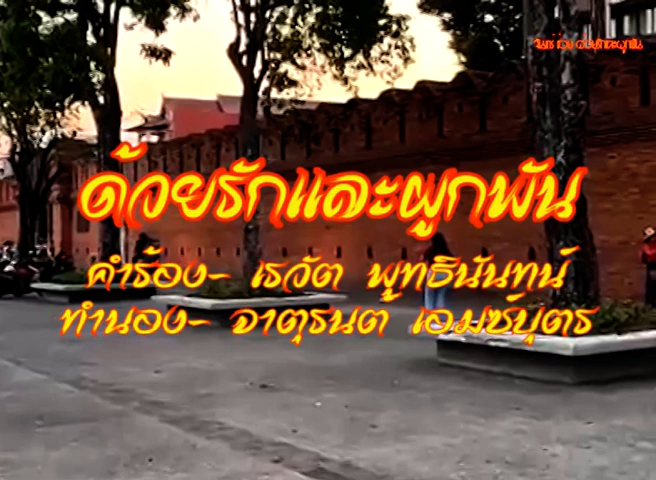 ด้วยรักและผูกพัน
คำร้อง- เรวัต พุทธินันทน์
ทำนอง- จาตุรนต์ เอมซ์บุตร